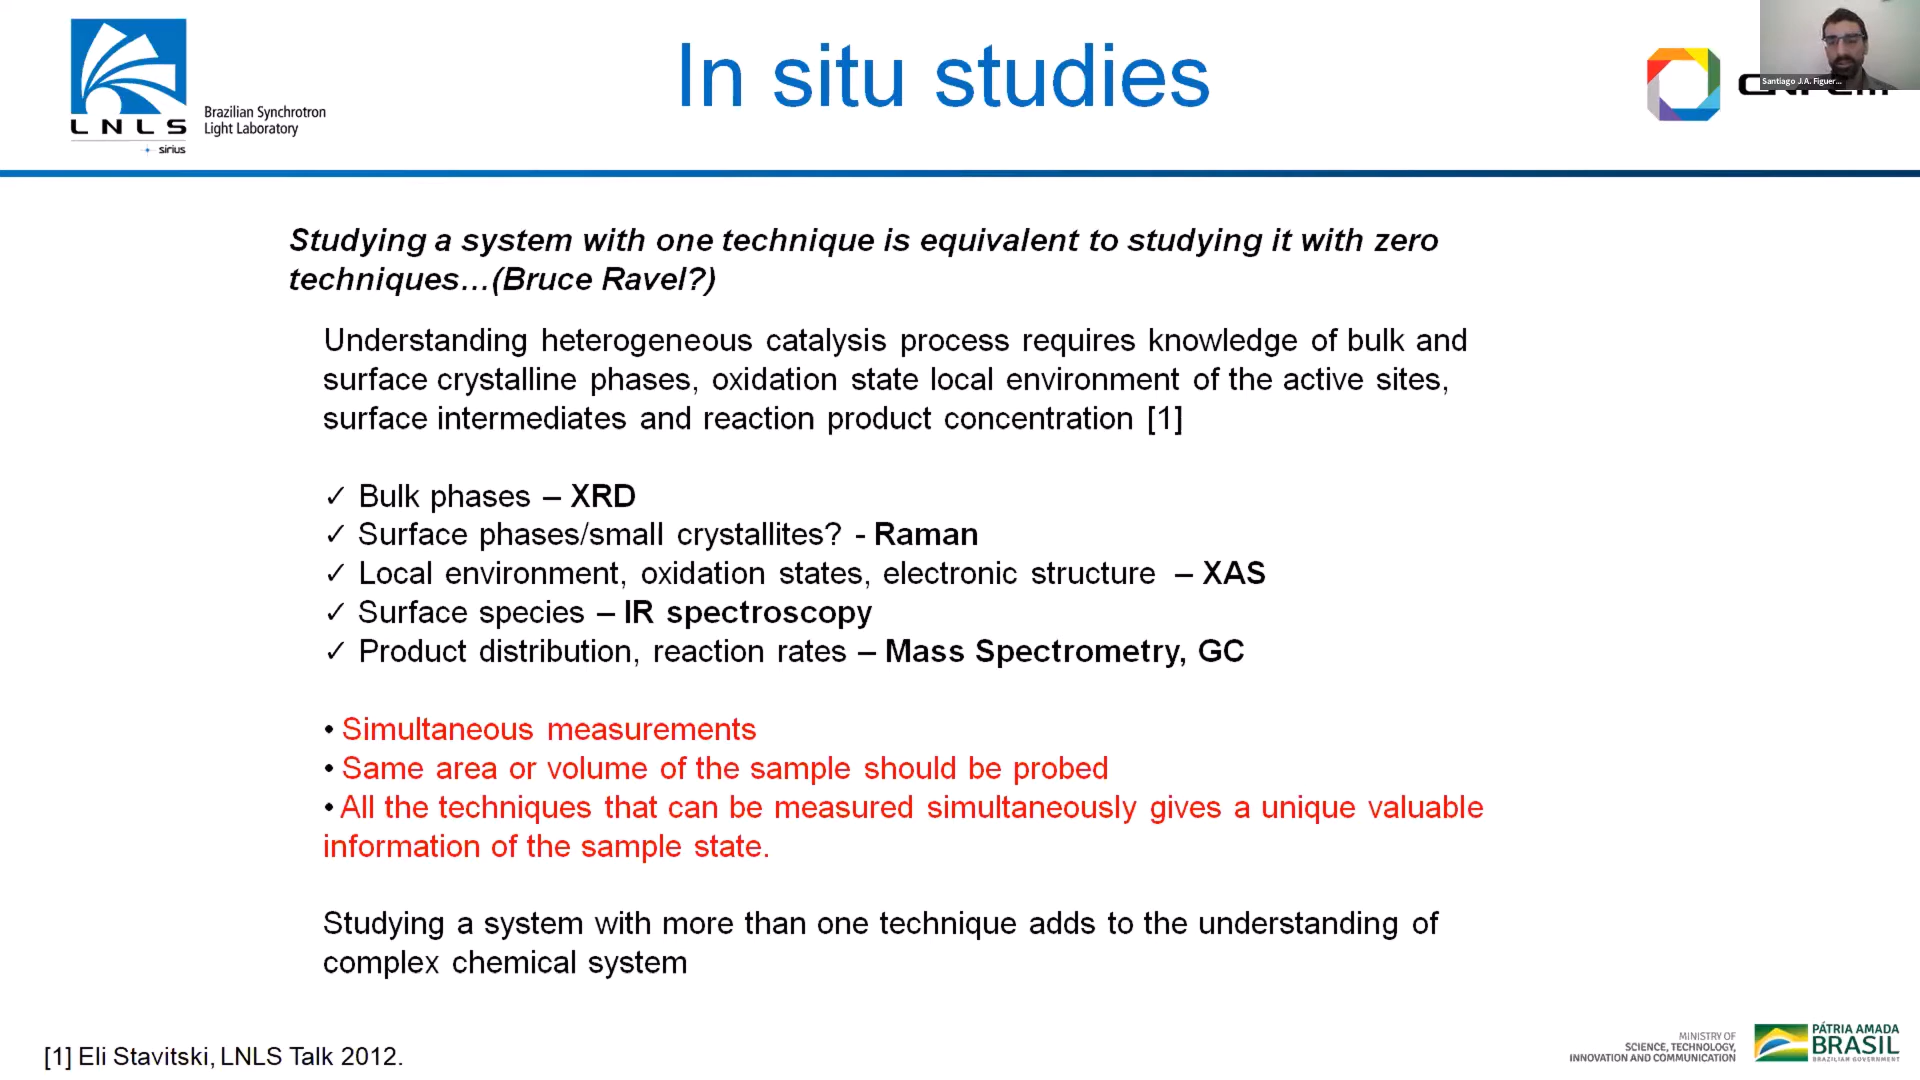 In situ studies
LNLS
sirius
Brazilian Synchrotron
Light Laboratory
Santiago J.A. Figuer...
Studying a system with one technique is equivalent to studying it with zero
techniques…(Bruce Ravel?)
Understanding heterogeneous catalysis process requires knowledge of bulk and
surface crystalline phases, oxidation state local environment of the active sites,
surface intermediates and reaction product concentration [1]
✓ Bulk phases – XRD
✓ Surface phases/small crystallites? - Raman
✓ Local environment, oxidation states, electronic structure – XAS
✓ Surface species – IR spectroscopy
✓ Product distribution, reaction rates – Mass Spectrometry, GC
• Simultaneous measurements
• Same area or volume of the sample should be probed
• All the techniques that can be measured simultaneously gives a unique valuable
information of the sample state.
Studying a system with more than one technique adds to the understanding of
complex chemical system
[1] Eli Stavitski, LNLS Talk 2012.
MINISTRY OF
SCIENCE, TECHNOLOGY,
INNOVATION AND COMMUNICATION
PÁTRIA AMADA
BRASIL
BRAZILIAN GOVERNMENT